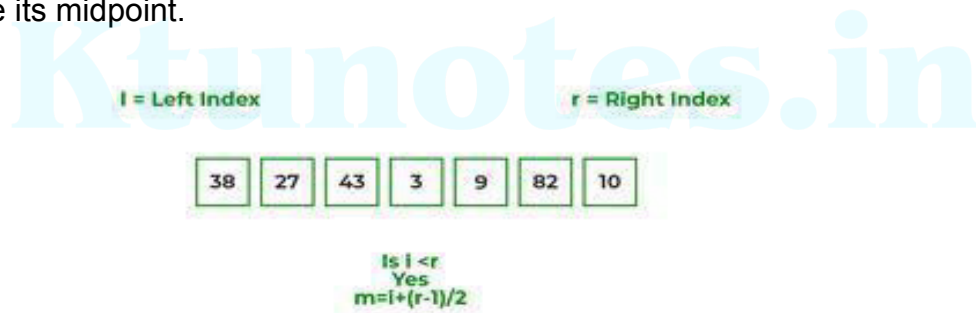 e its midpoint.
Ktunotes.in
l = Left Index r = Right Index
38 27 43 3 9 82 10
Is i <r
Yes
m=i+(r-1)/2